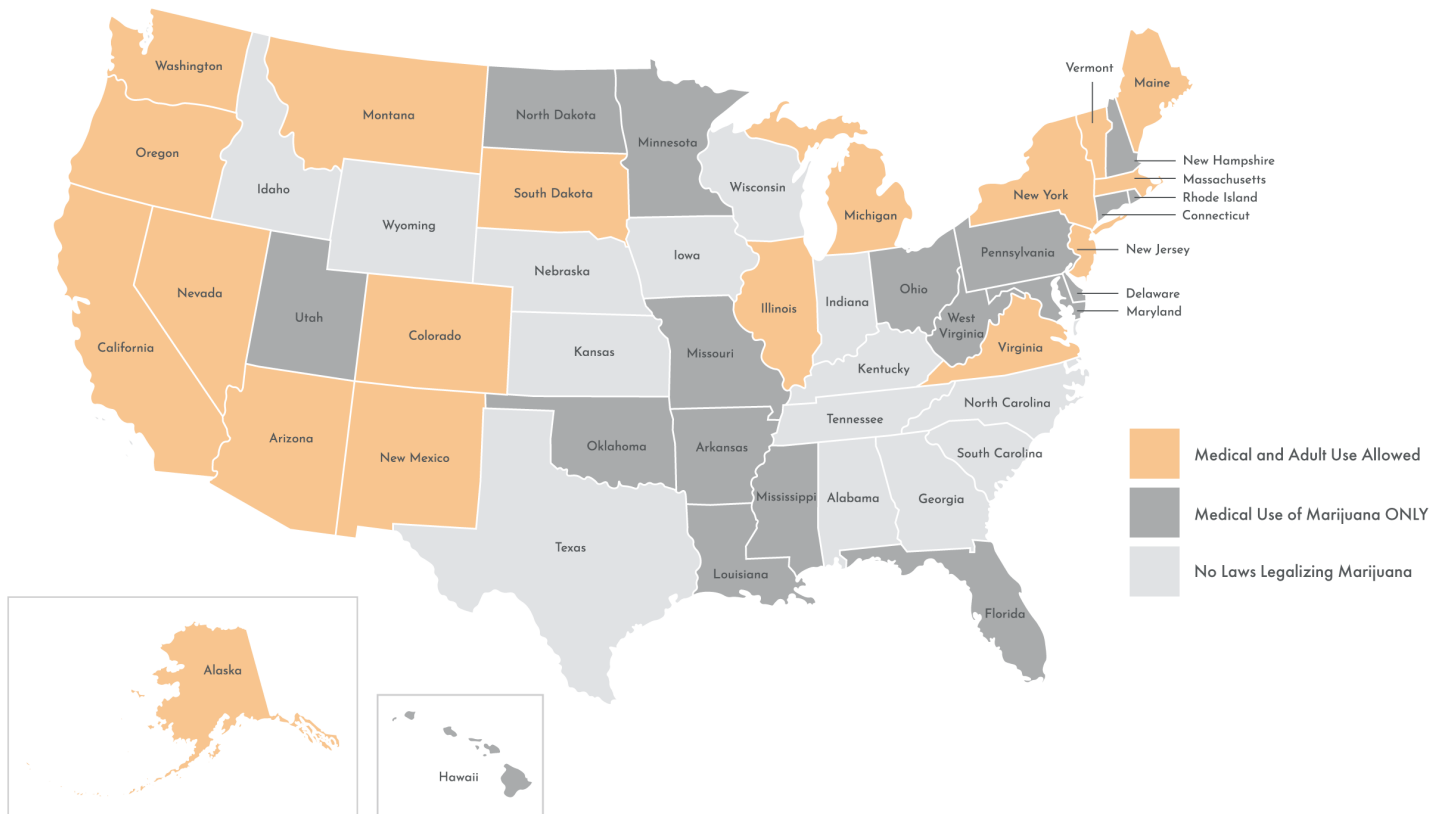 Washington
Montana
North Dakota
Minnesota
Vermont
Maine
Oregon
Idaho
South Dakota
Wisconsin
Michigan
New York
New Hampshire
Massachusetts
Rhode Island
Connecticut
Wyoming
Iowa
Nebraska
Pennsylvania
New Jersey
Nevada
Utah
Colorado
Illinois
Indiana
Ohio
West
Virginia
Delaware
Maryland
California
Kansas
Missouri
Kentucky
Virginia
Arizona
New Mexico
Oklahoma
Arkansas
Tennessee
North Carolina
South Carolina
Mississippi
Alabama
Georgia
Texas
Louisiana
Florida
Alaska
Hawaii
Medical and Adult Use Allowed
Medical Use of Marijuana ONLY
No Laws Legalizing Marijuana